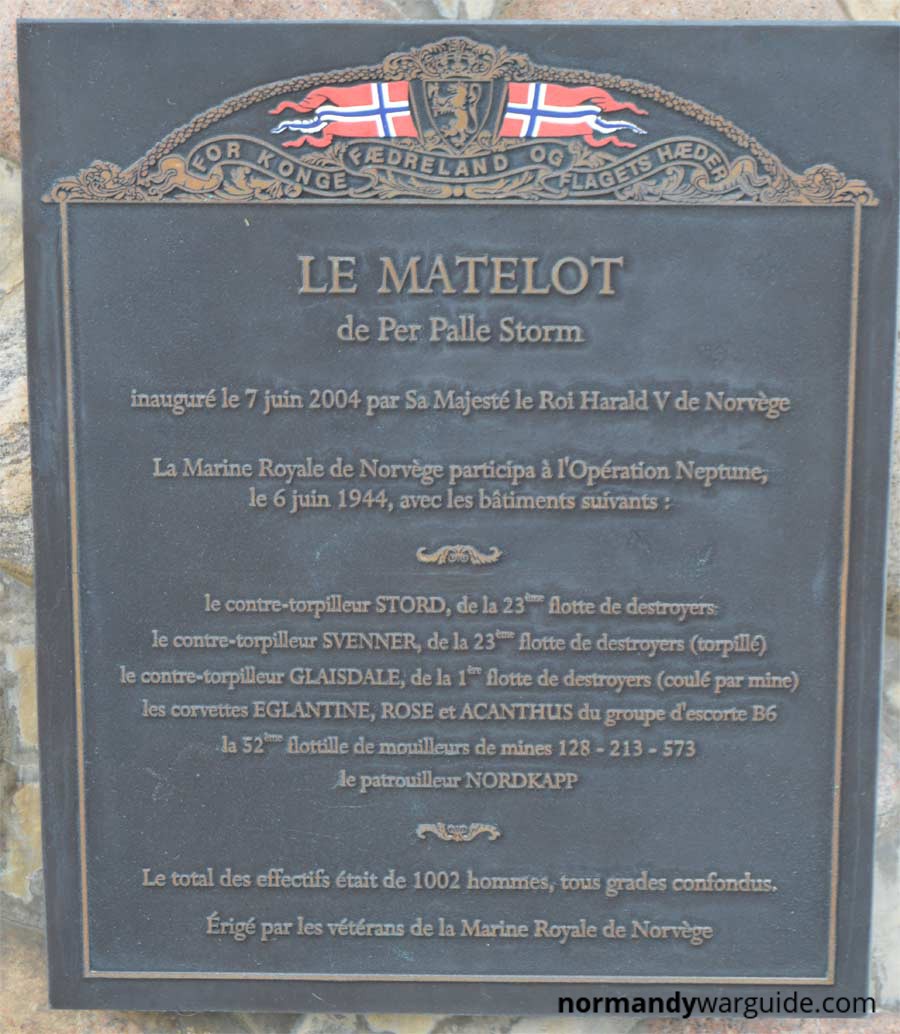 FOR KONGE FÆDRELAND OG FLAGETS HÆDER
LE MATELOT
de Per Palle Storm
inauguré le 7 juin 2004 par Sa Majesté le Roi Harald V de Norvège
La Marine Royale de Norvège participa à l'Opération Neptune,
le 6 juin 1944, avec les bâtiments suivants :
le contre-torpilleur STORD, de la 23ème flotte de destroyers
le contre-torpilleur SVENNER, de la 23ème flotte de destroyers (torpillé)
le contre-torpilleur GLAISDALE, de la 1ère flotte de destroyers (coulé par mine)
les corvettes EGLANTINE, ROSE et ACANTHUS du groupe d'escorte B6
la 52ème flottille de mouilleurs de mines 128 - 213 - 573
le patrouilleur NORDKAPP
Le total des effectifs était de 1002 hommes, tous grades confondus.
Érigé par les vétérans de la Marine Royale de Norvège
normandywarguide.com